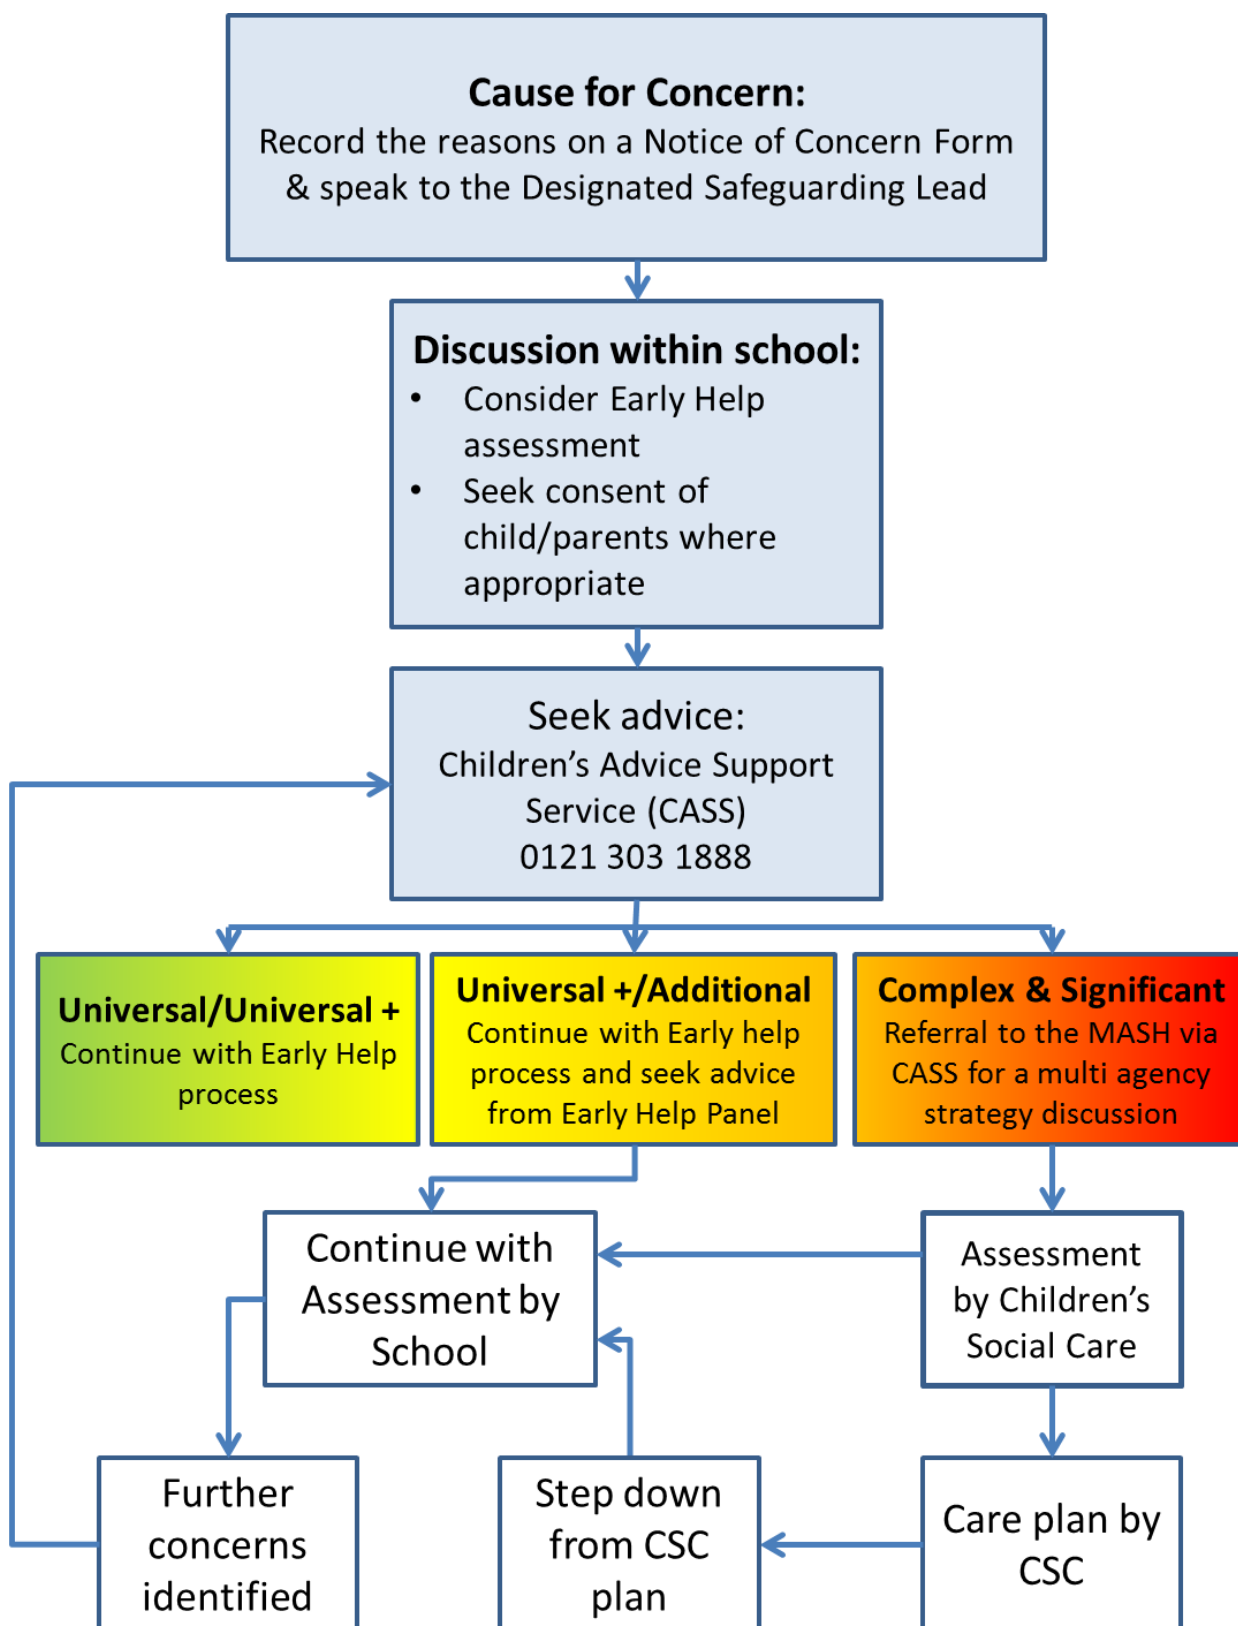 Cause for Concern:
Record the reasons on a Notice of Concern Form
& speak to the Designated Safeguarding Lead
Discussion within school:
• Consider Early Help
assessment
• Seek consent of
child/parents where
appropriate
Seek advice:
Children’s Advice Support
Service (CASS)
0121 303 1888
Universal/Universal +
Continue with Early Help
process
Universal +/Additional
Continue with Early help
process and seek advice
from Early Help Panel
Complex & Significant
Referral to the MASH via
CASS for a multi agency
strategy discussion
Continue with
Assessment by
School
Assessment
by Children’s
Social Care
Further
concerns
identified
Step down
from CSC
plan
Care plan by
CSC